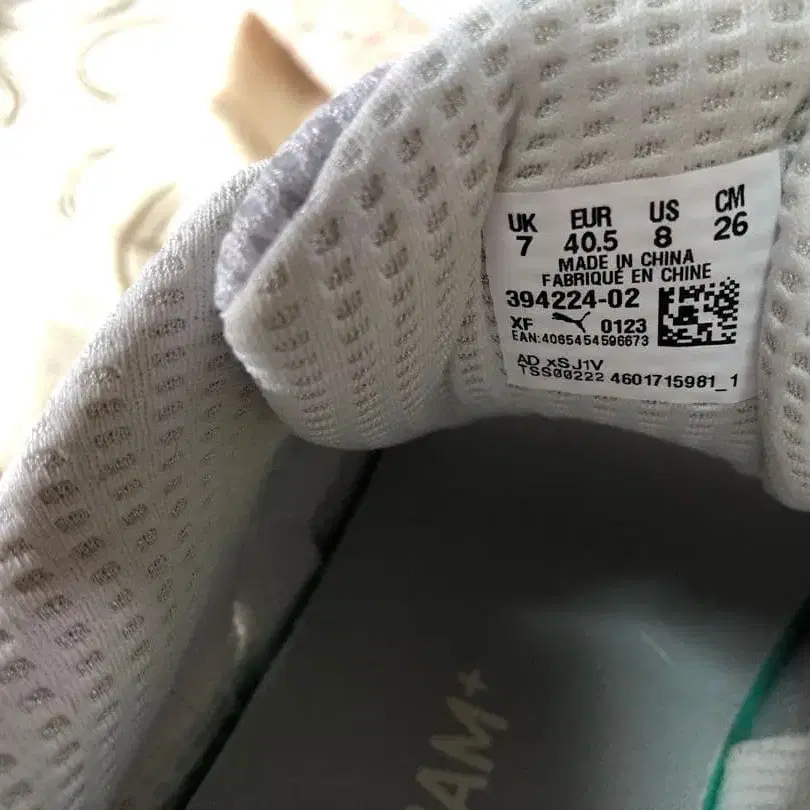 UK EUR US CM
7 40.5 8 26
MADE IN CHINA
FABRIQUÉ EN CHINE
394224-02
XF 0123
EAN:4065454596673
AD xSJ1V
TSS00222 4601715981_1